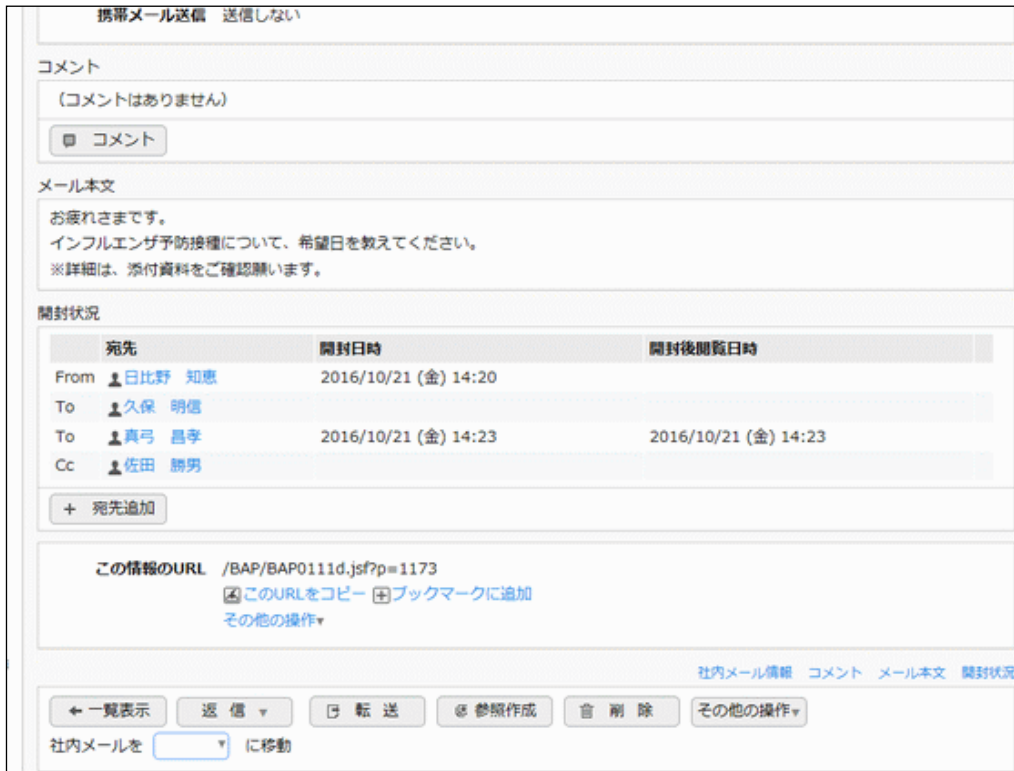 携帯メール送信 送信しない
コメント
（コメントはありません）
コメント
メール本文
お疲れさまです。
インフルエンザ予防接種について、希望日を教えてください。
※詳細は、添付資料をご確認願います。
開封状況
宛先 開封日時 開封後閲覧日時
From 日比野 知恵 2016/10/21 (金) 14:20
To 久保 明信
To 真弓 昌孝 2016/10/21 (金) 14:23 2016/10/21 (金) 14:23
Cc 佐田 勝男
+ 宛先追加
この情報のURL /BAP/BAP0111d.jsf?p=1173
このURLをコピー ブックマークに追加
その他の操作▾
社内メール情報 コメント メール本文 開封状況
← 一覧表示 返 信 ▾ 転 送 参照作成 削 除 その他の操作▾
社内メールを ▾ に移動